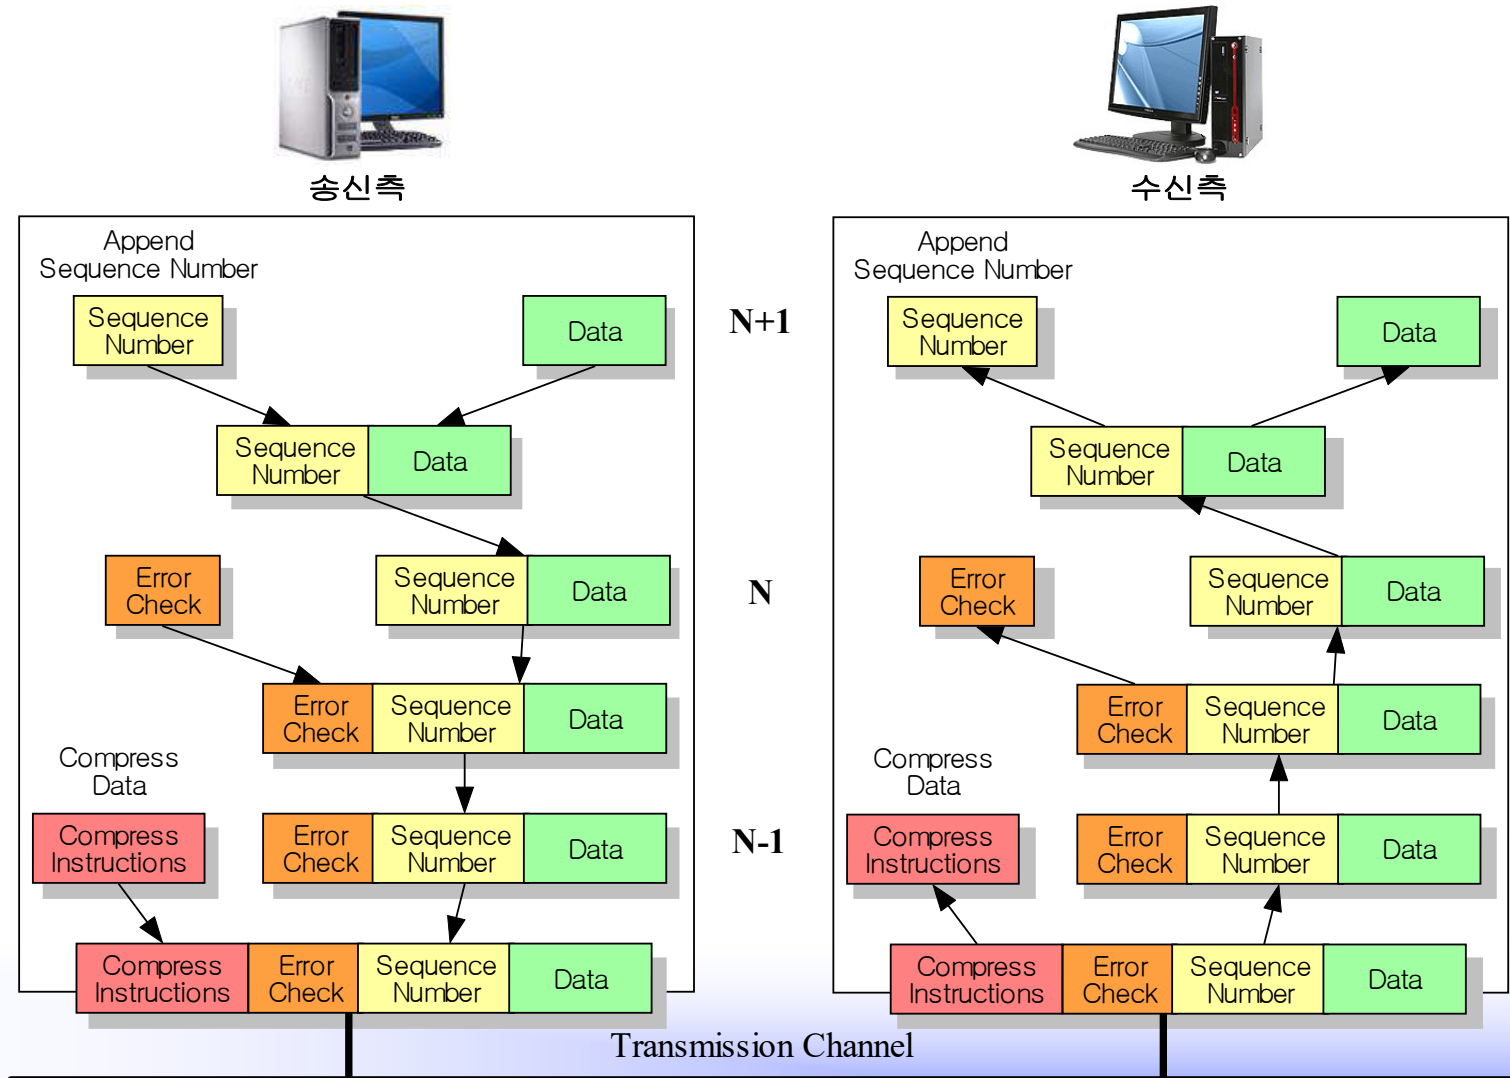 송신측
수신측
Append
Sequence Number
Sequence
Number
Data
N+1
Append
Sequence Number
Sequence
Number
Data
Sequence
Number
Data
Sequence
Number
Data
Error
Check
Sequence
Number
Data
N
Error
Check
Sequence
Number
Data
Error
Check
Sequence
Number
Data
Error
Check
Sequence
Number
Data
Compress
Data
Compress
Instructions
Error
Check
Sequence
Number
Data
N-1
Compress
Data
Compress
Instructions
Error
Check
Sequence
Number
Data
Compress
Instructions
Error
Check
Sequence
Number
Data
Compress
Instructions
Error
Check
Sequence
Number
Data
Transmission Channel